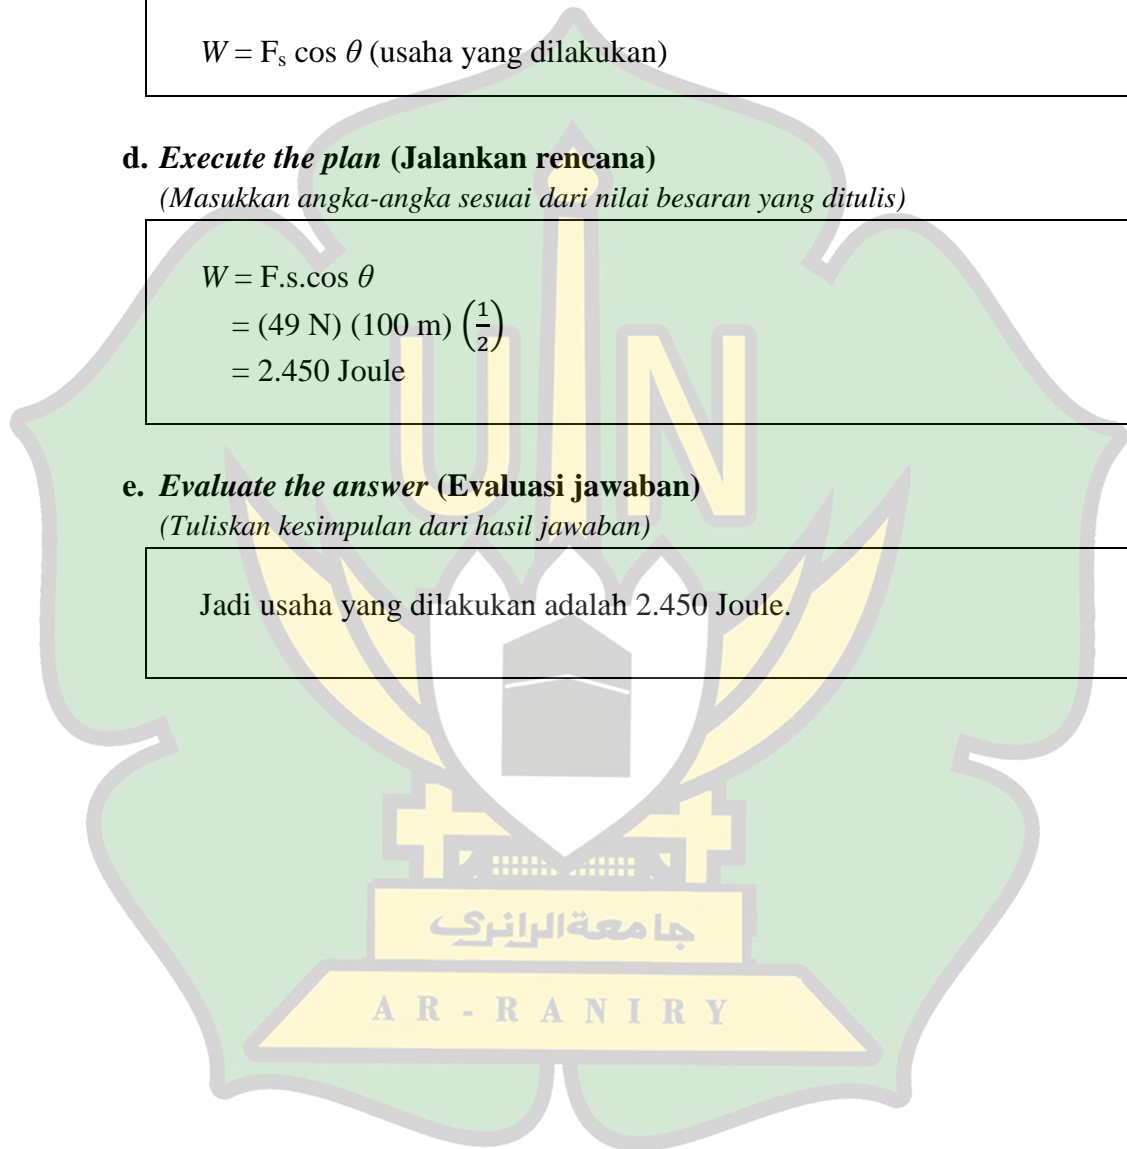 W = Fs cos θ (usaha yang dilakukan)
d. Execute the plan (Jalankan rencana)
(Masukkan angka-angka sesuai dari nilai besaran yang ditulis)
W = F.s.cos θ
= (49 N) (100 m) (1/2)
= 2.450 Joule
e. Evaluate the answer (Evaluasi jawaban)
(Tuliskan kesimpulan dari hasil jawaban)
Jadi usaha yang dilakukan adalah 2.450 Joule.
UIN
جامعة الرانري
AR-RANIRY